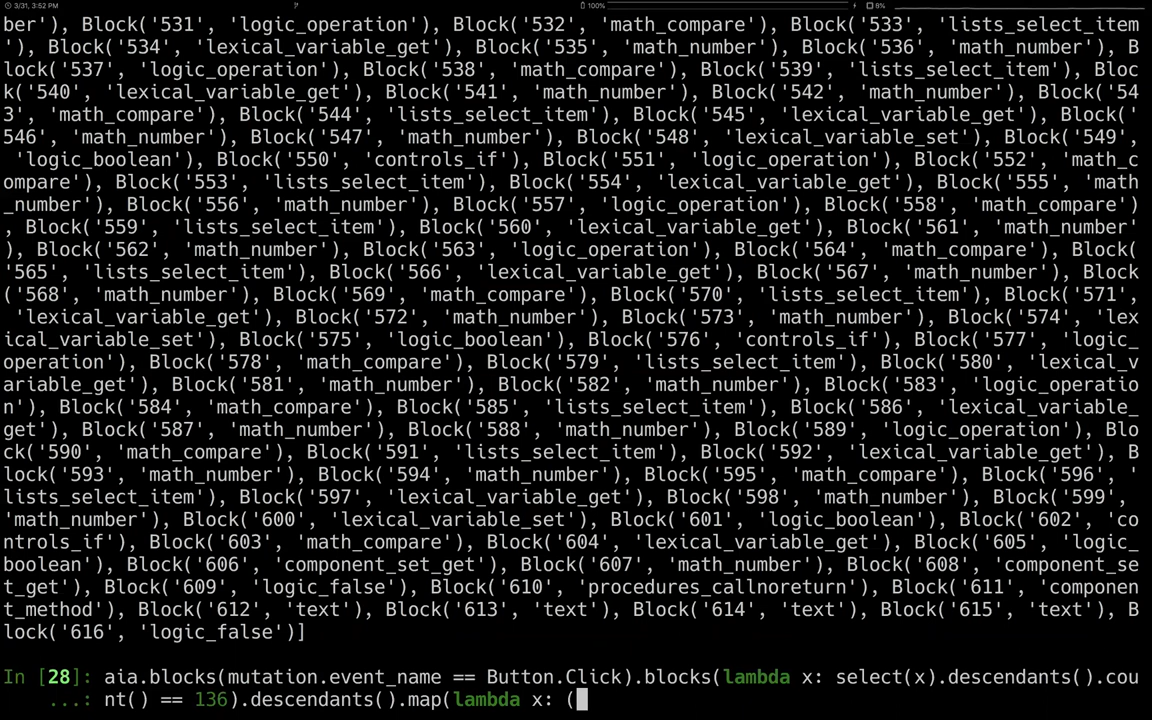 3/31, 3:52 PM 100% 8%
ber'), Block('531', 'logic_operation'), Block('532', 'math_compare'), Block('533', 'lists_select_item
'), Block('534', 'lexical_variable_get'), Block('535', 'math_number'), Block('536', 'math_number'), B
lock('537', 'logic_operation'), Block('538', 'math_compare'), Block('539', 'lists_select_item'), Bloc
k('540', 'lexical_variable_get'), Block('541', 'math_number'), Block('542', 'math_number'), Block('54
3', 'math_compare'), Block('544', 'lists_select_item'), Block('545', 'lexical_variable_get'), Block('
546', 'math_number'), Block('547', 'math_number'), Block('548', 'lexical_variable_set'), Block('549',
 'logic_boolean'), Block('550', 'controls_if'), Block('551', 'logic_operation'), Block('552', 'math_c
ompare'), Block('553', 'lists_select_item'), Block('554', 'lexical_variable_get'), Block('555', 'math
_number'), Block('556', 'math_number'), Block('557', 'logic_operation'), Block('558', 'math_compare')
, Block('559', 'lists_select_item'), Block('560', 'lexical_variable_get'), Block('561', 'math_number'
), Block('562', 'math_number'), Block('563', 'logic_operation'), Block('564', 'math_compare'), Block(
'565', 'lists_select_item'), Block('566', 'lexical_variable_get'), Block('567', 'math_number'), Block
('568', 'math_number'), Block('569', 'math_compare'), Block('570', 'lists_select_item'), Block('571',
 'lexical_variable_get'), Block('572', 'math_number'), Block('573', 'math_number'), Block('574', 'lex
ical_variable_set'), Block('575', 'logic_boolean'), Block('576', 'controls_if'), Block('577', 'logic_
operation'), Block('578', 'math_compare'), Block('579', 'lists_select_item'), Block('580', 'lexical_v
ariable_get'), Block('581', 'math_number'), Block('582', 'math_number'), Block('583', 'logic_operatio
n'), Block('584', 'math_compare'), Block('585', 'lists_select_item'), Block('586', 'lexical_variable_
get'), Block('587', 'math_number'), Block('588', 'math_number'), Block('589', 'logic_operation'), Blo
ck('590', 'math_compare'), Block('591', 'lists_select_item'), Block('592', 'lexical_variable_get'), B
lock('593', 'math_number'), Block('594', 'math_number'), Block('595', 'math_compare'), Block('596', '
lists_select_item'), Block('597', 'lexical_variable_get'), Block('598', 'math_number'), Block('599',
'math_number'), Block('600', 'lexical_variable_set'), Block('601', 'logic_boolean'), Block('602', 'co
ntrols_if'), Block('603', 'math_compare'), Block('604', 'lexical_variable_get'), Block('605', 'logic_
boolean'), Block('606', 'component_set_get'), Block('607', 'math_number'), Block('608', 'component_se
t_get'), Block('609', 'logic_false'), Block('610', 'procedures_callnoreturn'), Block('611', 'componen
t_method'), Block('612', 'text'), Block('613', 'text'), Block('614', 'text'), Block('615', 'text'), B
lock('616', 'logic_false')]
In [28]: aia.blocks(mutation.event_name == Button.Click).blocks(lambda x: select(x).descendants().cou
    ...: nt() == 136).descendants().map(lambda x: (